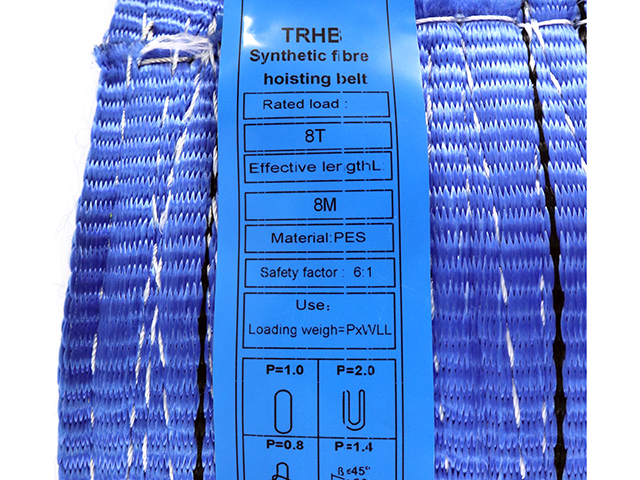 TRHB
Synthetic fibre
hoisting belt
Rated load :
8T
Effective lengthL:
8M
Material:PES
Safety factor : 6:1
Use:
Loading weigh=PxWLL
P=1.0
P=2.0
P=0.8
P=1.4
ß≤45°